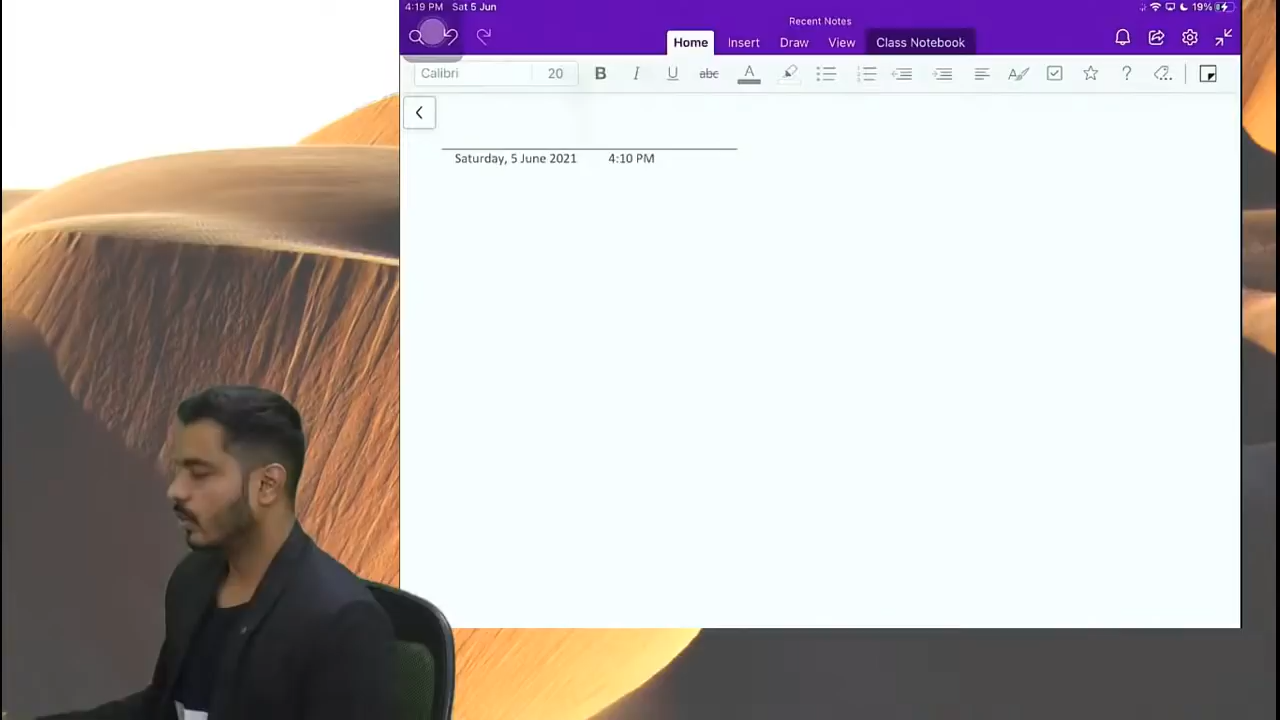 4:19 PM Sat 5 Jun 19%
Recent Notes
Home Insert Draw View Class Notebook
Calibri 20 B I U abc A ?
Saturday, 5 June 2021 4:10 PM